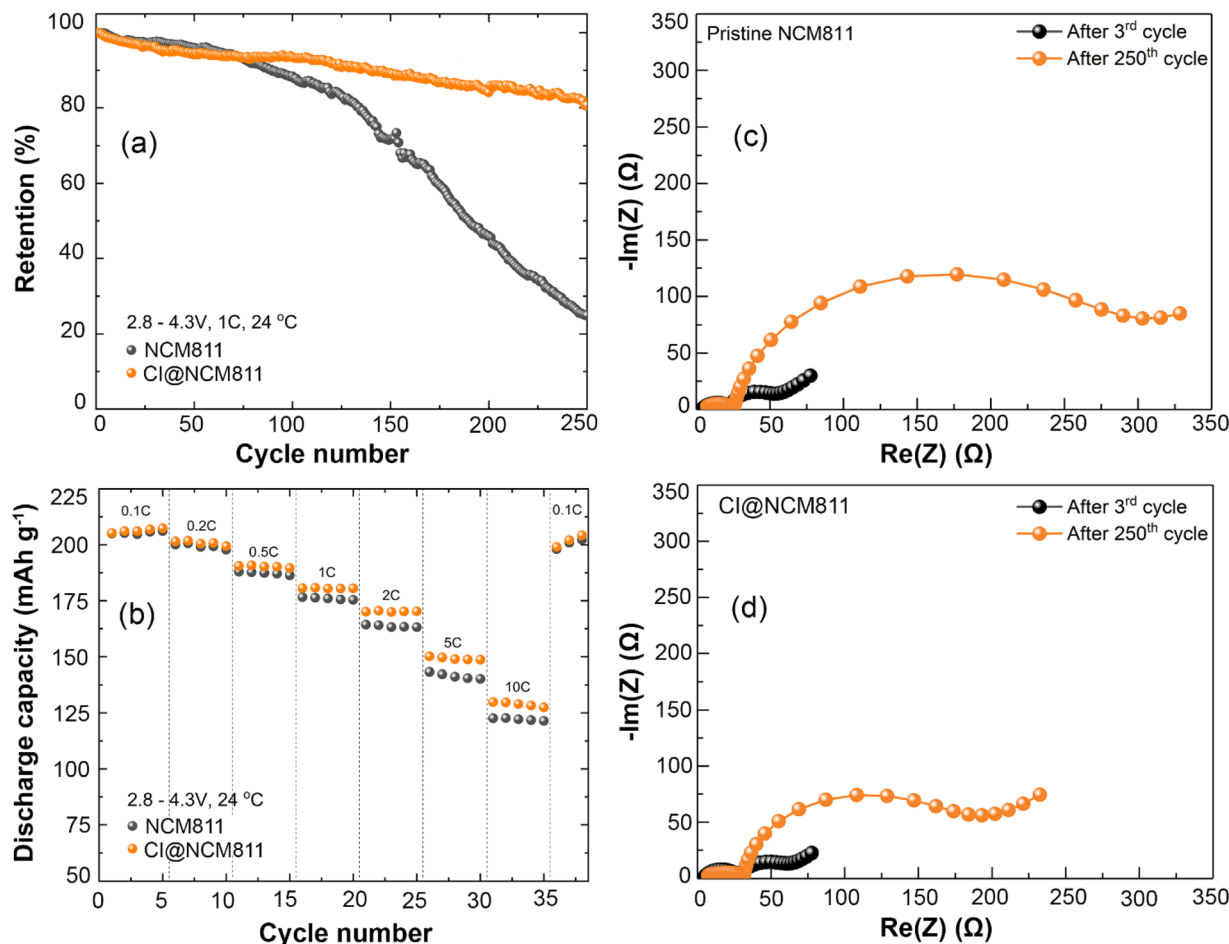 100
80
60
40
20
0
Retention (%)
(a)
2.8 - 4.3V, 1C, 24 °C
NCM811
CI@NCM811
0 50 100 150 200 250
Cycle number
350
300
250
200
150
100
50
0
-Im(Z) (Ω)
Pristine NCM811
After 3rd cycle
After 250th cycle
(c)
0 50 100 150 200 250 300 350
Re(Z) (Ω)
225
200
175
150
125
100
75
50
Discharge capacity (mAh g-1)
0.1C
0.2C
0.5C
1C
2C
5C
10C
0.1C
(b)
2.8 - 4.3V, 24 °C
NCM811
CI@NCM811
0 5 10 15 20 25 30 35
Cycle number
350
300
250
200
150
100
50
0
-Im(Z) (Ω)
CI@NCM811
After 3rd cycle
After 250th cycle
(d)
0 50 100 150 200 250 300 350
Re(Z) (Ω)